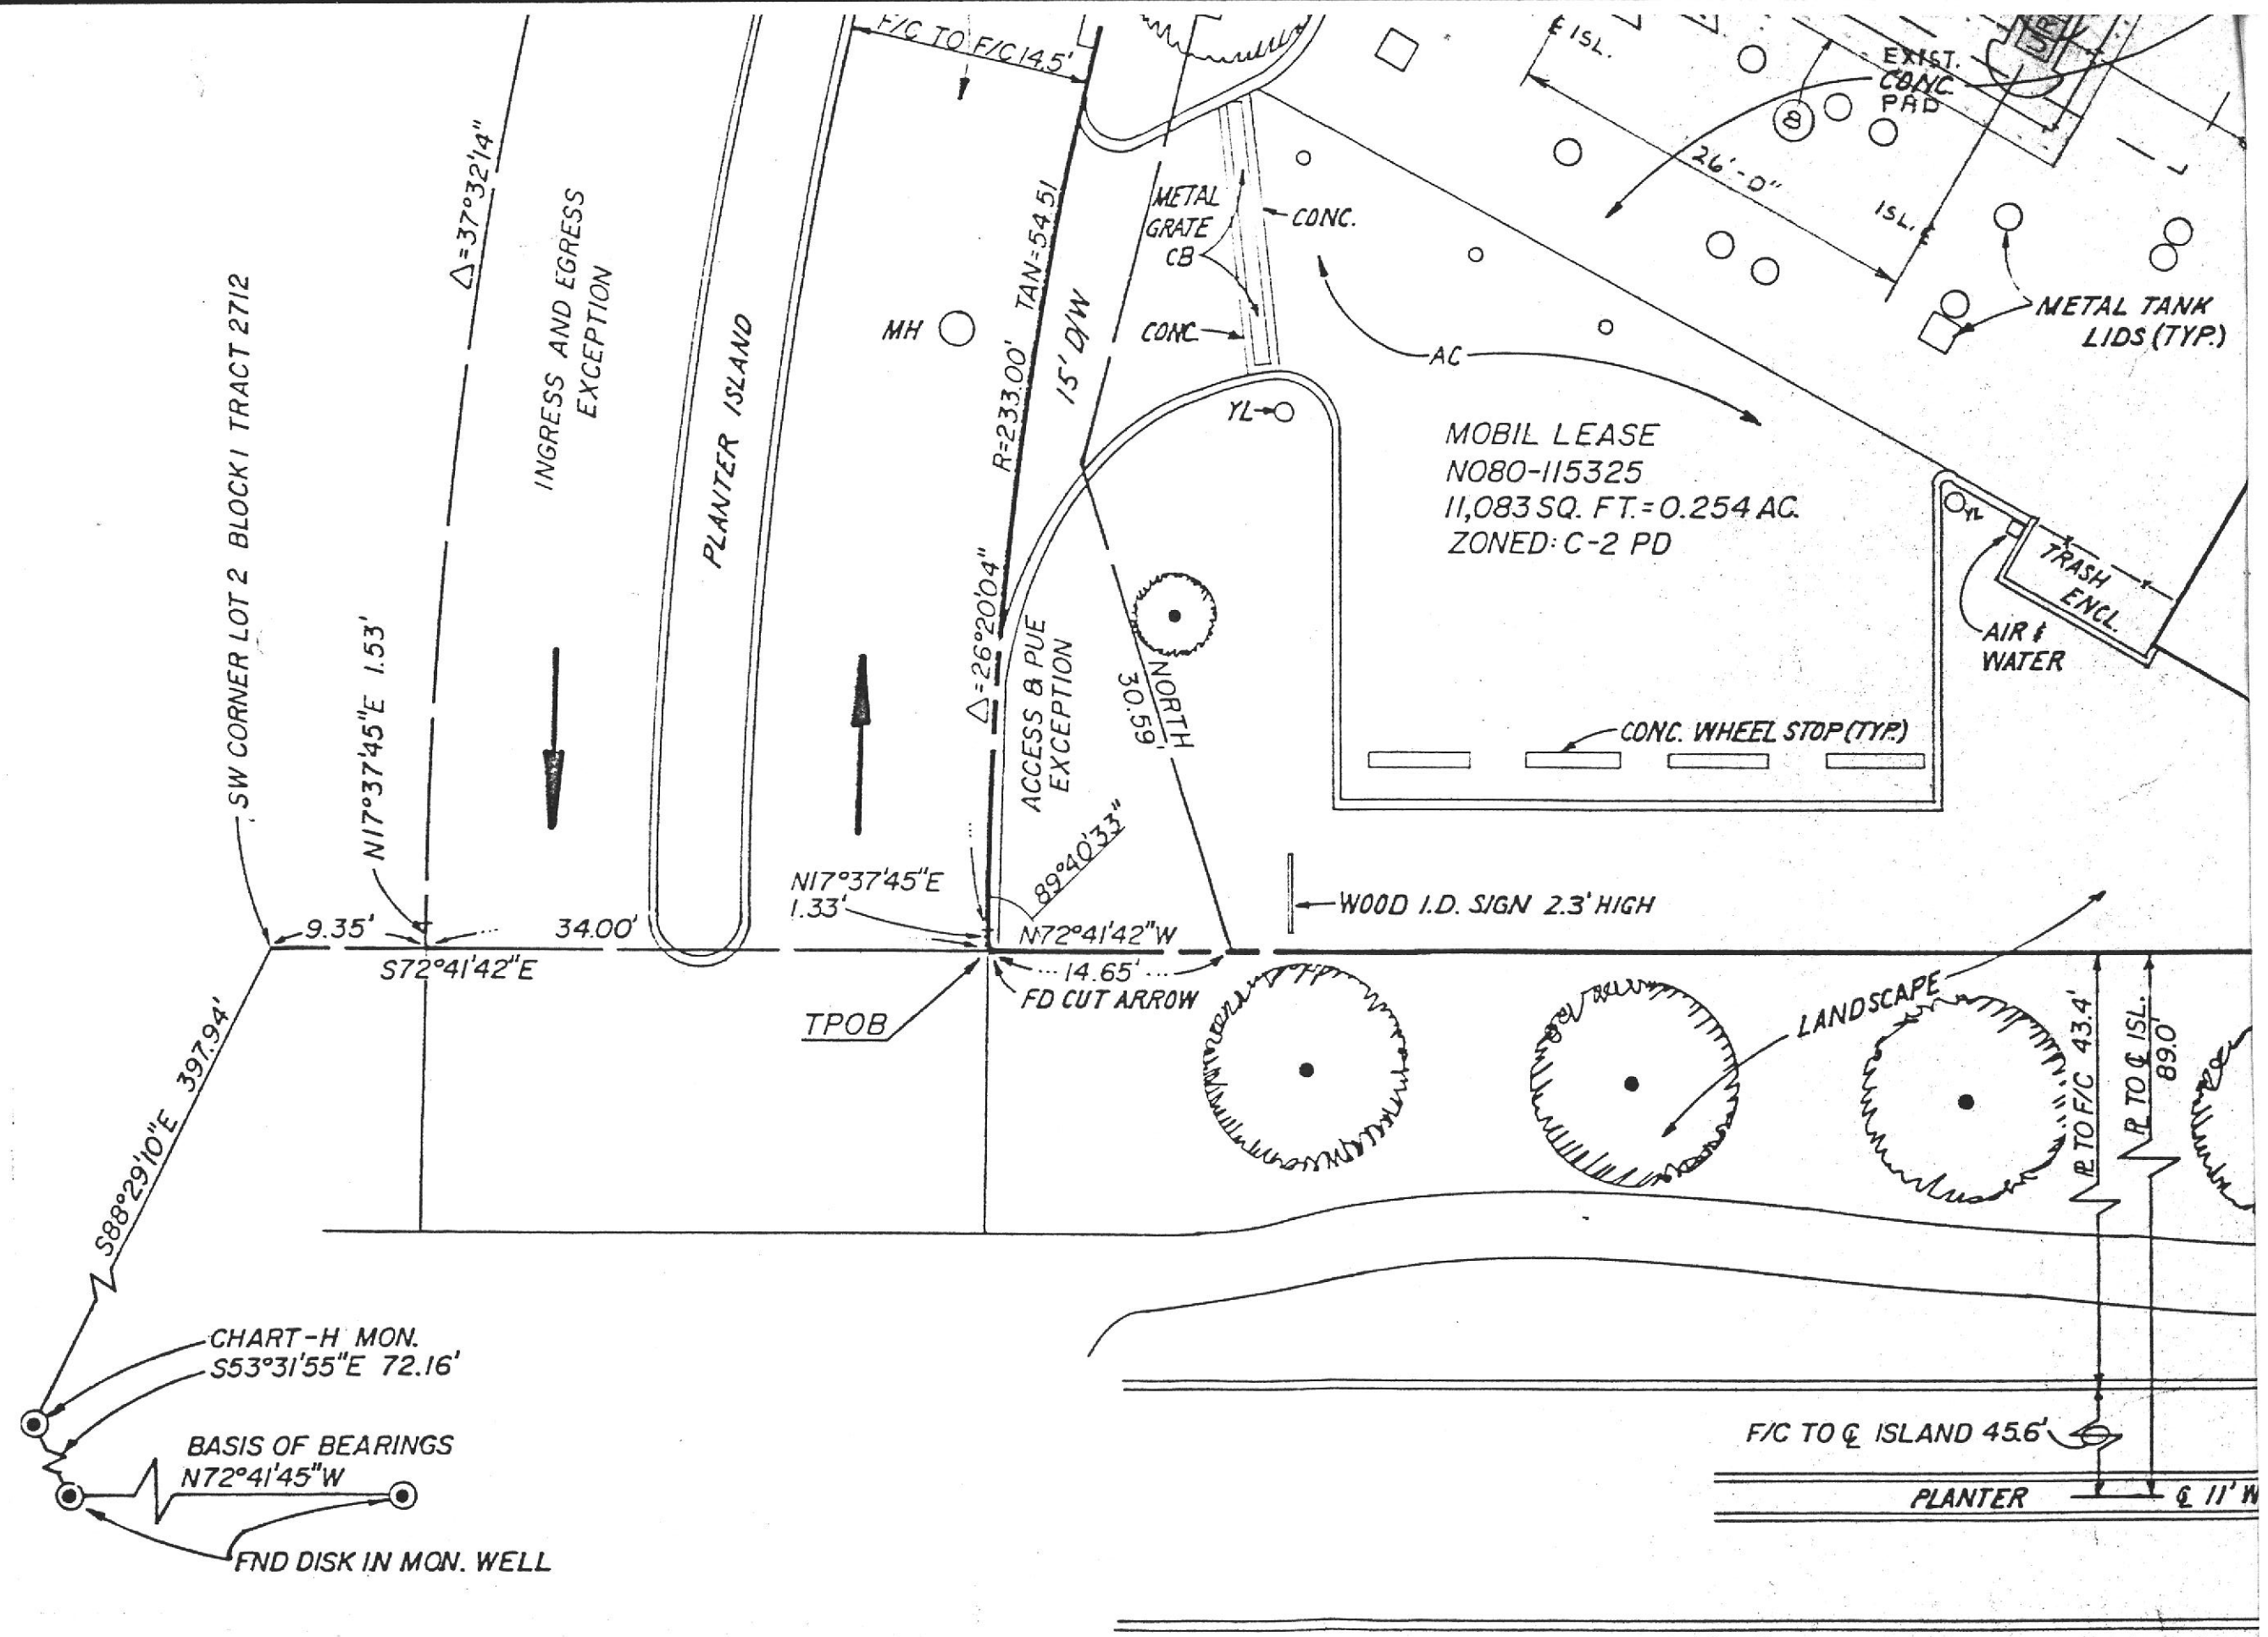 F/C TO F/C 14.5'
℄ ISL.
EXIST.
CONC.
PAD
8
26'-0"
ISL. ℄
Δ=37°32'14"
INGRESS AND EGRESS
EXCEPTION
PLANTER ISLAND
MH
R=233.00' TAN=54.51
15' D/W
METAL
GRATE
CB
CONC.
CONC.
AC
METAL TANK
LIDS (TYP.)
YL
MOBIL LEASE
NO80-115325
11,083 SQ. FT.=0.254 AC.
ZONED: C-2 PD
YL
TRASH
ENCL.
AIR &
WATER
SW CORNER LOT 2 BLOCK 1 TRACT 2712
N17°37'45"E 1.53'
Δ=26°20'04"
ACCESS & PUE
EXCEPTION
NORTH
30.59'
CONC. WHEEL STOP (TYP.)
89°40'33"
N17°37'45"E
1.33'
WOOD I.D. SIGN 2.3' HIGH
9.35'
34.00'
N72°41'42"W
S72°41'42"E
14.65'
FD CUT ARROW
TPOB
LANDSCAPE
℞ TO F/C 43.4'
℞ TO ℄ ISL.
89.0'
S88°29'10"E 397.94'
CHART-H MON.
S53°31'55"E 72.16'
BASIS OF BEARINGS
N72°41'45"W
FND DISK IN MON. WELL
F/C TO ℄ ISLAND 45.6'
PLANTER
℄ 11' W